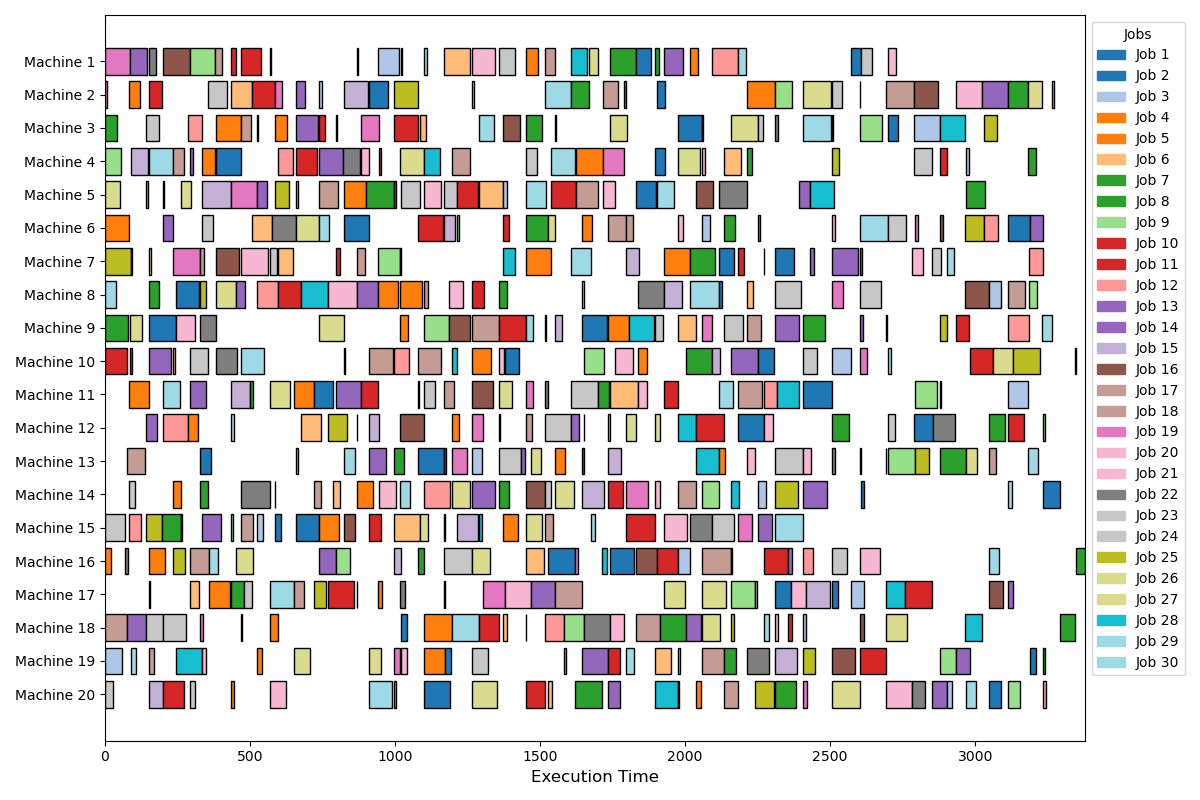 Machine 1
Machine 2
Machine 3
Machine 4
Machine 5
Machine 6
Machine 7
Machine 8
Machine 9
Machine 10
Machine 11
Machine 12
Machine 13
Machine 14
Machine 15
Machine 16
Machine 17
Machine 18
Machine 19
Machine 20
0 500 1000 1500 2000 2500 3000
Execution Time
Jobs
Job 1
Job 2
Job 3
Job 4
Job 5
Job 6
Job 7
Job 8
Job 9
Job 10
Job 11
Job 12
Job 13
Job 14
Job 15
Job 16
Job 17
Job 18
Job 19
Job 20
Job 21
Job 22
Job 23
Job 24
Job 25
Job 26
Job 27
Job 28
Job 29
Job 30